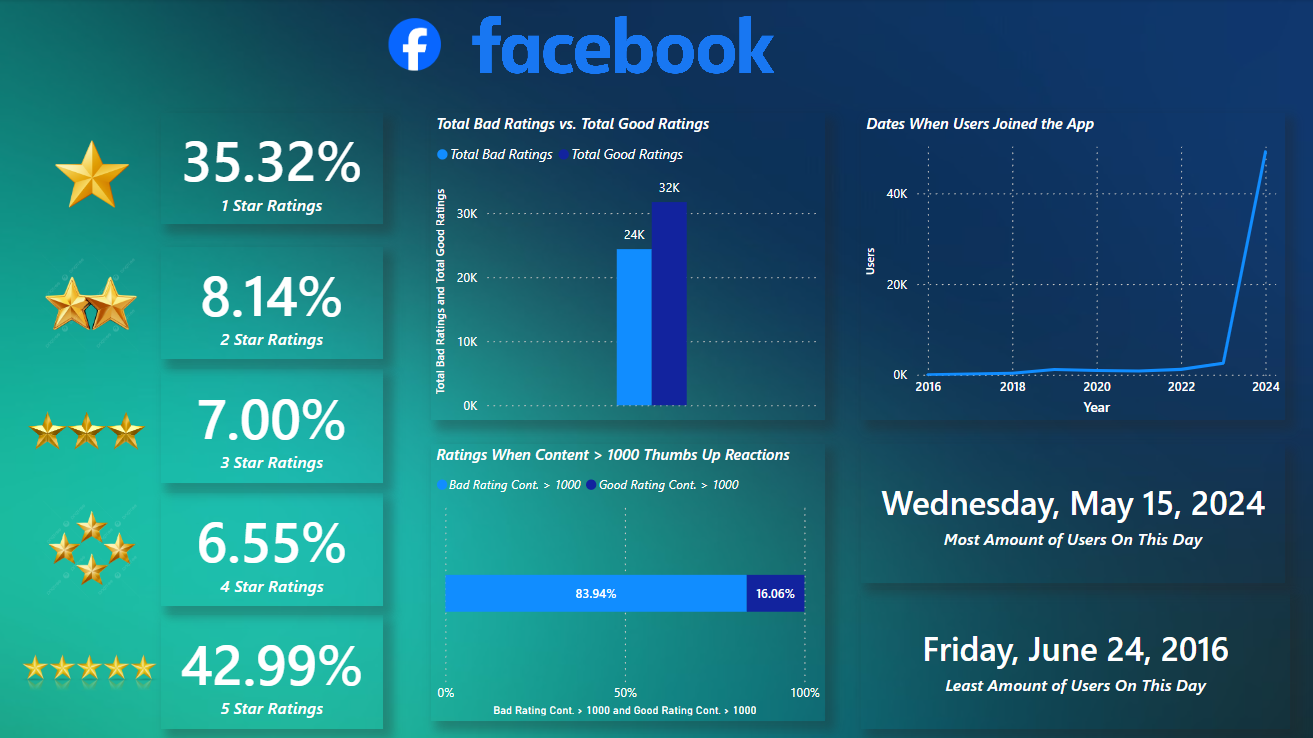 facebook
35.32%
1 Star Ratings
8.14%
2 Star Ratings
7.00%
3 Star Ratings
6.55%
4 Star Ratings
42.99%
5 Star Ratings
Total Bad Ratings vs. Total Good Ratings
Total Bad Ratings Total Good Ratings
Total Bad Ratings and Total Good Ratings
30K
20K
10K
0K
24K
32K
Ratings When Content > 1000 Thumbs Up Reactions
Bad Rating Cont. > 1000 Good Rating Cont. > 1000
83.94% 16.06%
0% 50% 100%
Bad Rating Cont. > 1000 and Good Rating Cont. > 1000
Dates When Users Joined the App
Users
40K
20K
0K
2016 2018 2020 2022 2024
Year
Wednesday, May 15, 2024
Most Amount of Users On This Day
Friday, June 24, 2016
Least Amount of Users On This Day